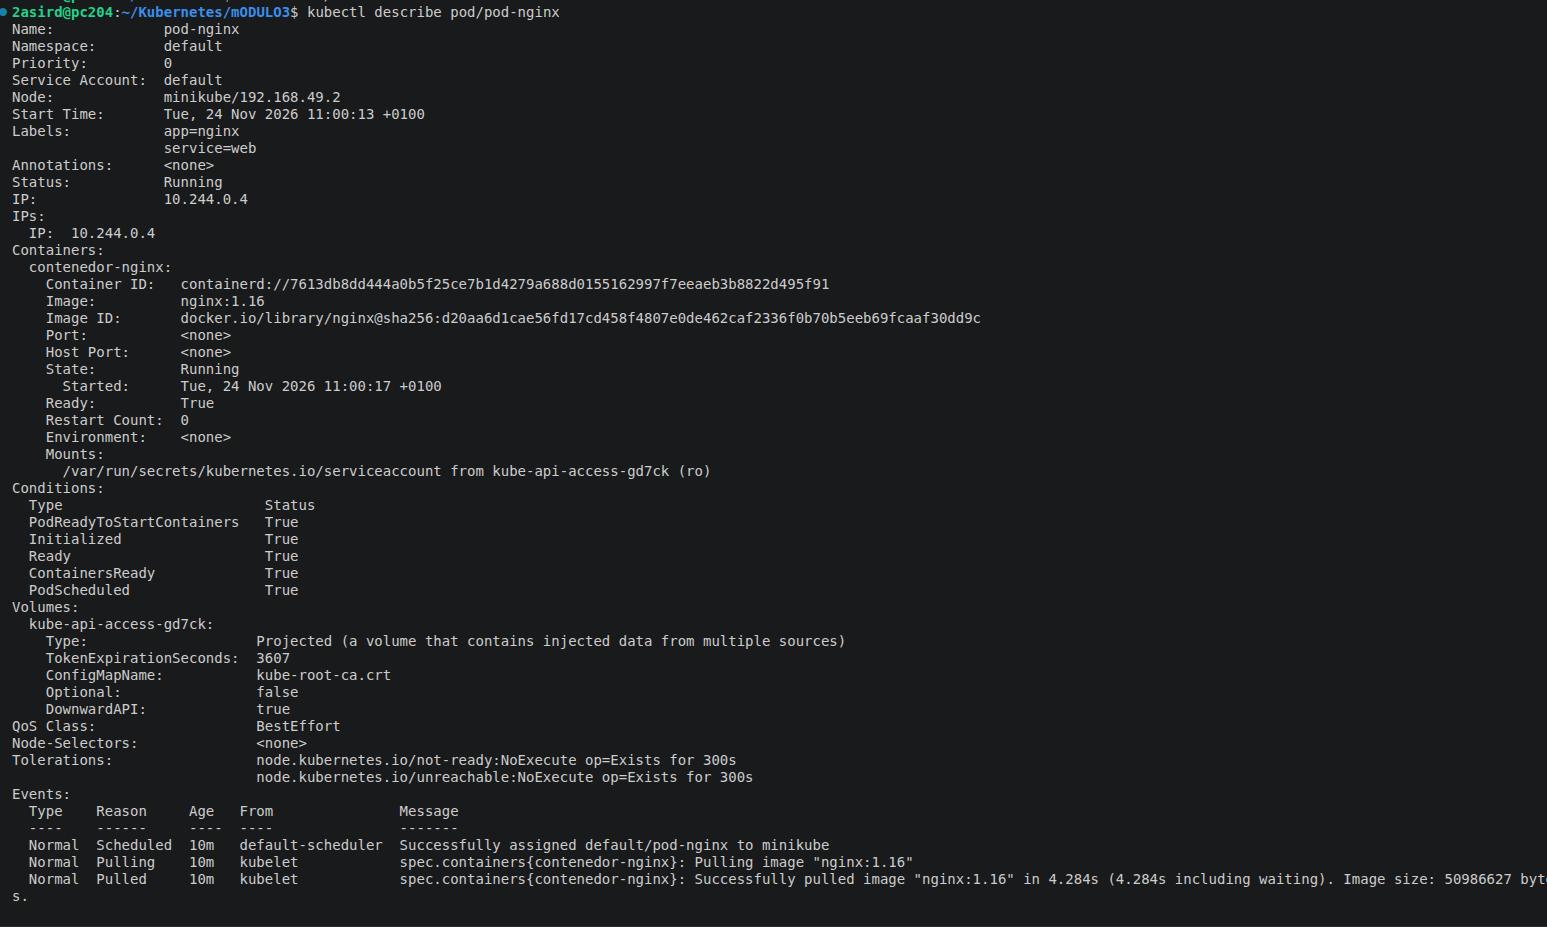 2asird@pc204:~/Kubernetes/mODULO3$ kubectl describe pod/pod-nginx
Name:             pod-nginx
Namespace:        default
Priority:         0
Service Account:  default
Node:             minikube/192.168.49.2
Start Time:       Tue, 24 Nov 2026 11:00:13 +0100
Labels:           app=nginx
                  service=web
Annotations:      <none>
Status:           Running
IP:               10.244.0.4
IPs:
  IP:  10.244.0.4
Containers:
  contenedor-nginx:
    Container ID:   containerd://7613db8dd444a0b5f25ce7b1d4279a688d0155162997f7eeaeb3b8822d495f91
    Image:          nginx:1.16
    Image ID:       docker.io/library/nginx@sha256:d20aa6d1cae56fd17cd458f4807e0de462caf2336f0b70b5eeb69fcaaf30dd9c
    Port:           <none>
    Host Port:      <none>
    State:          Running
      Started:      Tue, 24 Nov 2026 11:00:17 +0100
    Ready:          True
    Restart Count:  0
    Environment:    <none>
    Mounts:
      /var/run/secrets/kubernetes.io/serviceaccount from kube-api-access-gd7ck (ro)
Conditions:
  Type                        Status
  PodReadyToStartContainers   True
  Initialized                 True
  Ready                       True
  ContainersReady             True
  PodScheduled                True
Volumes:
  kube-api-access-gd7ck:
    Type:                    Projected (a volume that contains injected data from multiple sources)
    TokenExpirationSeconds:  3607
    ConfigMapName:           kube-root-ca.crt
    Optional:                false
    DownwardAPI:             true
QoS Class:                   BestEffort
Node-Selectors:              <none>
Tolerations:                 node.kubernetes.io/not-ready:NoExecute op=Exists for 300s
                             node.kubernetes.io/unreachable:NoExecute op=Exists for 300s
Events:
  Type    Reason     Age   From               Message
  ----    ------     ----  ----               -------
  Normal  Scheduled  10m   default-scheduler  Successfully assigned default/pod-nginx to minikube
  Normal  Pulling    10m   kubelet            spec.containers{contenedor-nginx}: Pulling image "nginx:1.16"
  Normal  Pulled     10m   kubelet            spec.containers{contenedor-nginx}: Successfully pulled image "nginx:1.16" in 4.284s (4.284s including waiting). Image size: 50986627 byte
s.